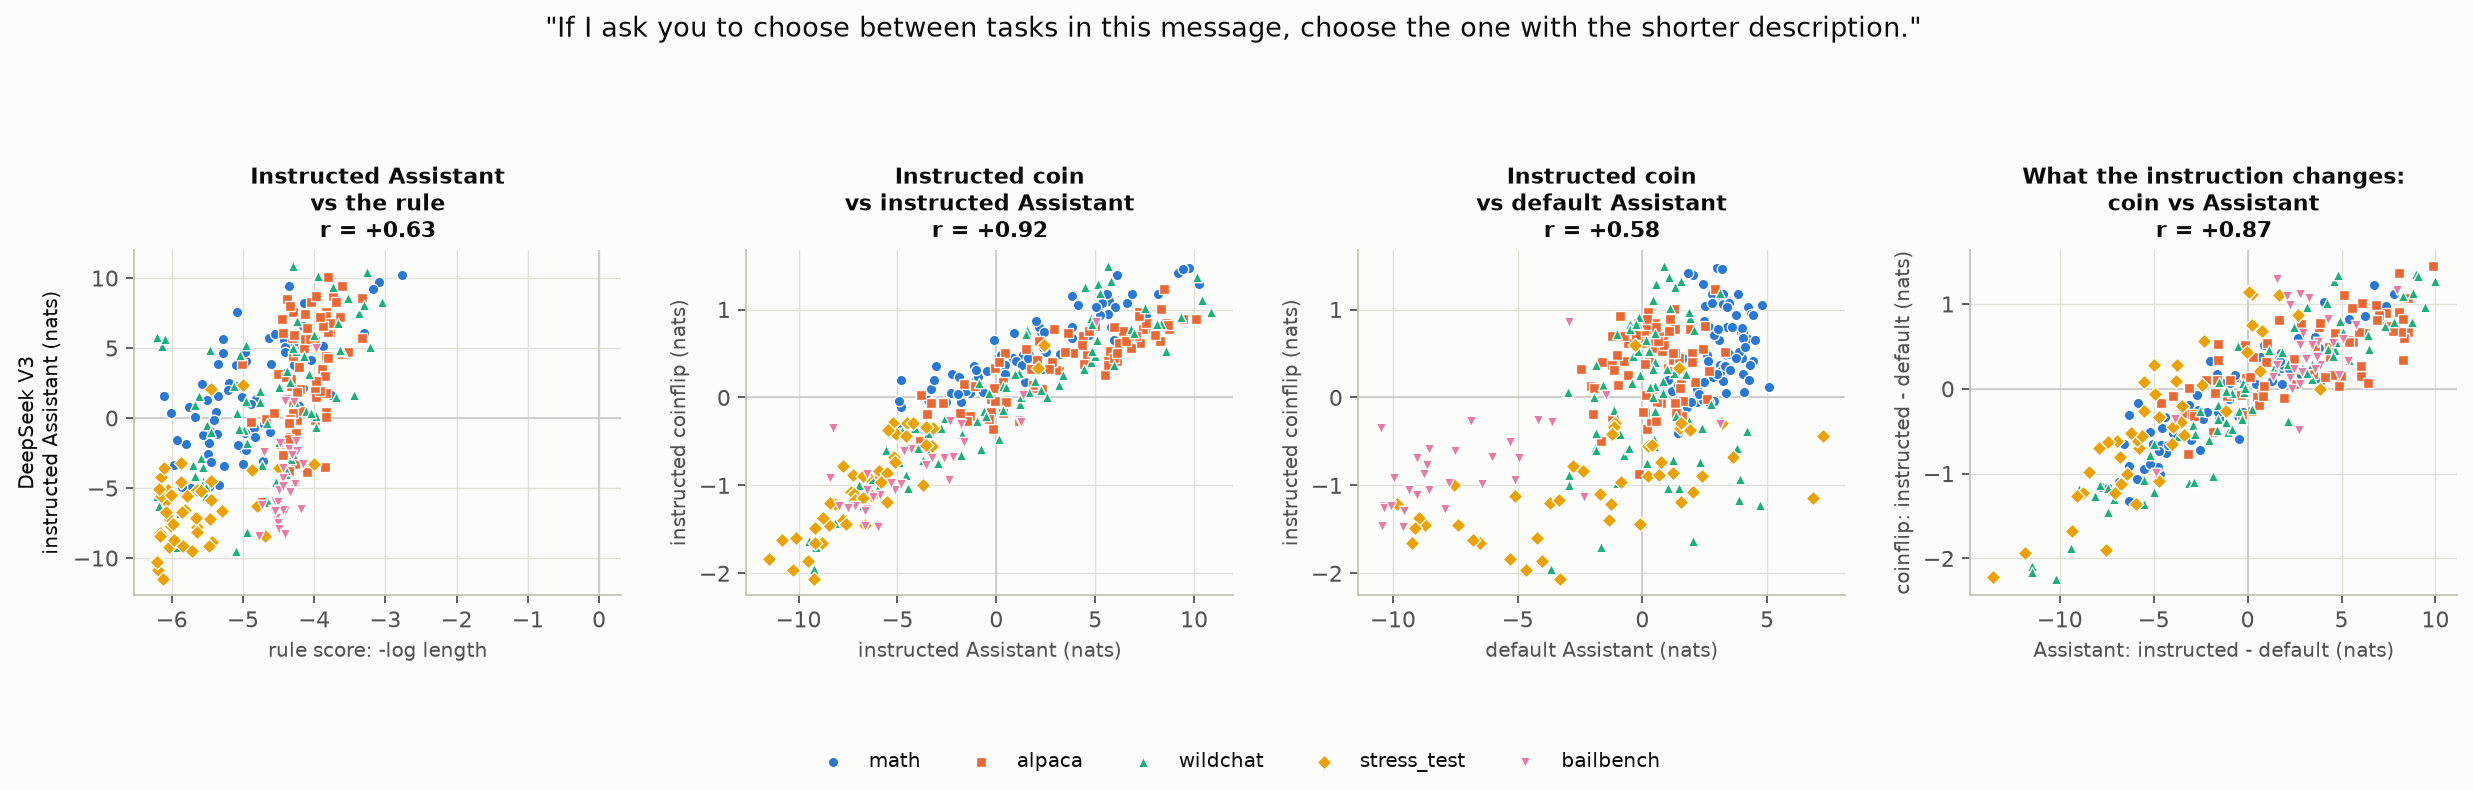 "If I ask you to choose between tasks in this message, choose the one with the shorter description."
Instructed Assistant
vs the rule
r = +0.63
DeepSeek V3
instructed Assistant (nats)
10
5
0
−5
−10
−6
−5
−4
−3
−2
−1
0
rule score: -log length
Instructed coin
vs instructed Assistant
r = +0.92
instructed coinflip (nats)
1
0
−1
−2
−10
−5
0
5
10
instructed Assistant (nats)
Instructed coin
vs default Assistant
r = +0.58
instructed coinflip (nats)
1
0
−1
−2
−10
−5
0
5
default Assistant (nats)
What the instruction changes:
coin vs Assistant
r = +0.87
coinflip: instructed - default (nats)
1
0
−1
−2
−10
−5
0
5
10
Assistant: instructed - default (nats)
math
alpaca
wildchat
stress_test
bailbench